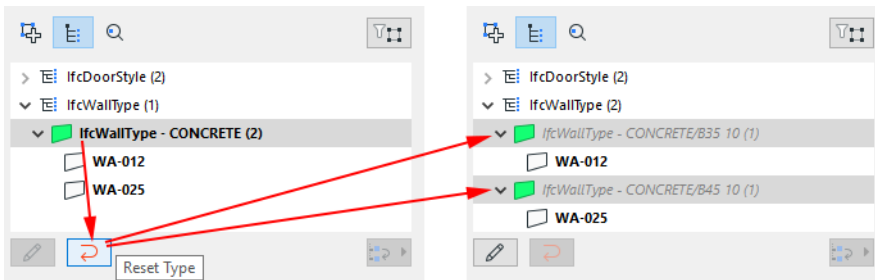 IfcDoorStyle (2)
IfcWallType (1)
IfcWallType - CONCRETE (2)
WA-012
WA-025
Reset Type
IfcDoorStyle (2)
IfcWallType (2)
IfcWallType - CONCRETE/B35 10 (1)
WA-012
IfcWallType - CONCRETE/B45 10 (1)
WA-025